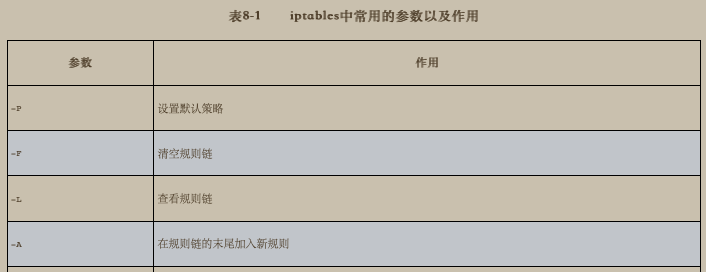 表8-1 iptables中常用的参数以及作用
参数 作用
-P 设置默认策略
-F 清空规则链
-L 查看规则链
-A 在规则链的末尾加入新规则